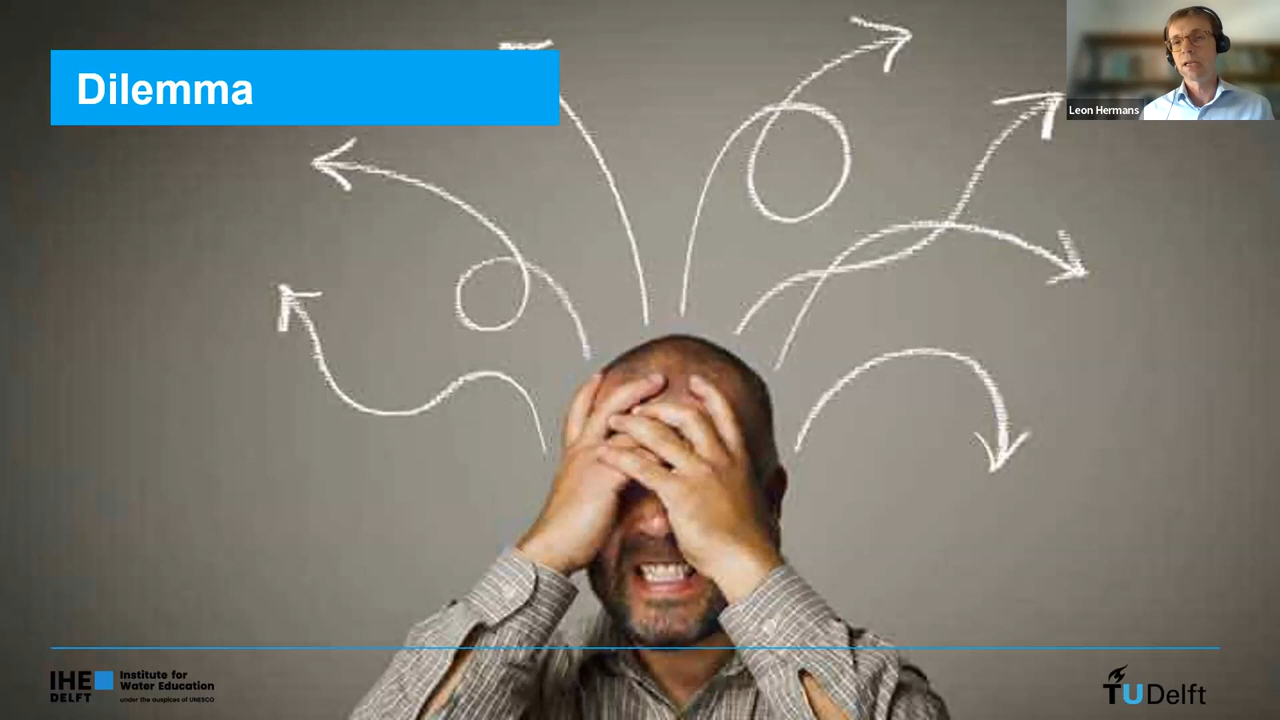 Dilemma
Leon Hermans
IHE
DELFT
Institute for
Water Education
under the auspices of UNESCO
TUDelft